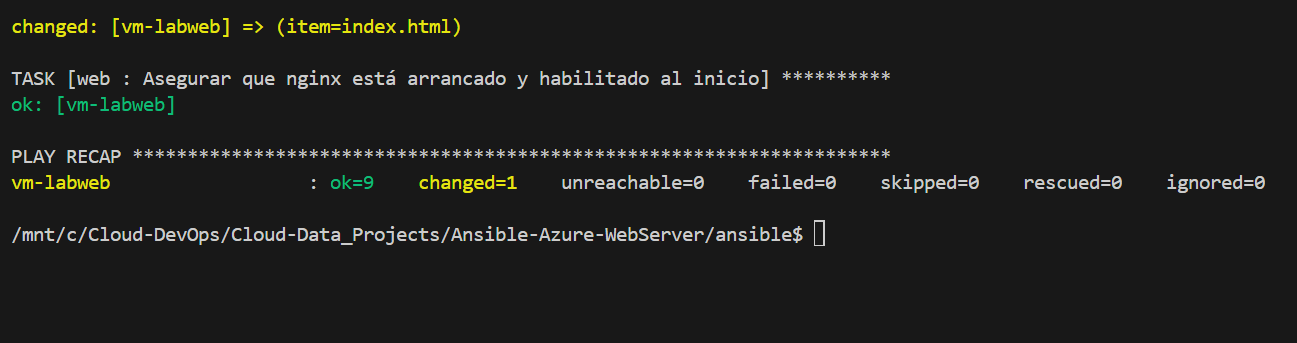 changed: [vm-labweb] => (item=index.html)
TASK [web : Asegurar que nginx está arrancado y habilitado al inicio] **********
ok: [vm-labweb]
PLAY RECAP *********************************************************************
vm-labweb : ok=9 changed=1 unreachable=0 failed=0 skipped=0 rescued=0 ignored=0
/mnt/c/Cloud-DevOps/Cloud-Data_Projects/Ansible-Azure-WebServer/ansible$